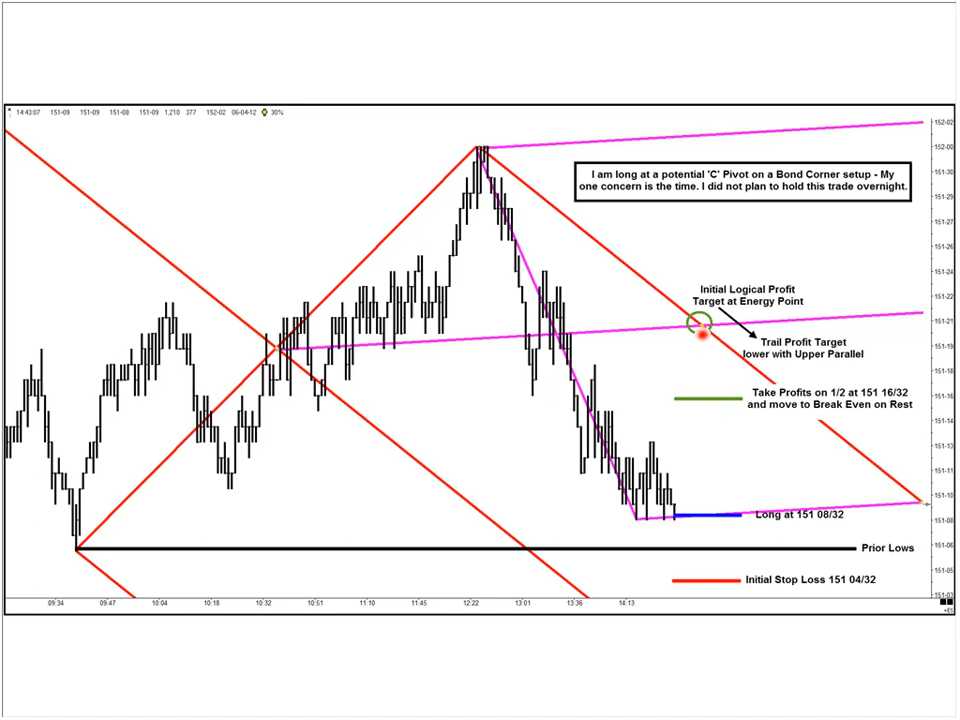 14:43:07 151-09 151-09 151-08 151-09 1,210 377 152-02 06-04-12 30%
152-02
152-00
I am long at a potential 'C' Pivot on a Bond Corner setup - My
one concern is the time. I did not plan to hold this trade overnight.
151-30
151-29
151-27
151-26
151-24
Initial Logical Profit
Target at Energy Point
151-22
151-21
Trail Profit Target
lower with Upper Parallel
151-19
151-18
Take Profits on 1/2 at 151 16/32
and move to Break Even on Rest
151-16
151-14
151-13
151-11
151-10
Long at 151 08/32
151-08
Prior Lows
151-06
151-05
Initial Stop Loss 151 04/32
151-03
09:34 09:47 10:04 10:18 10:32 10:51 11:10 11:45 12:22 13:01 13:36 14:13